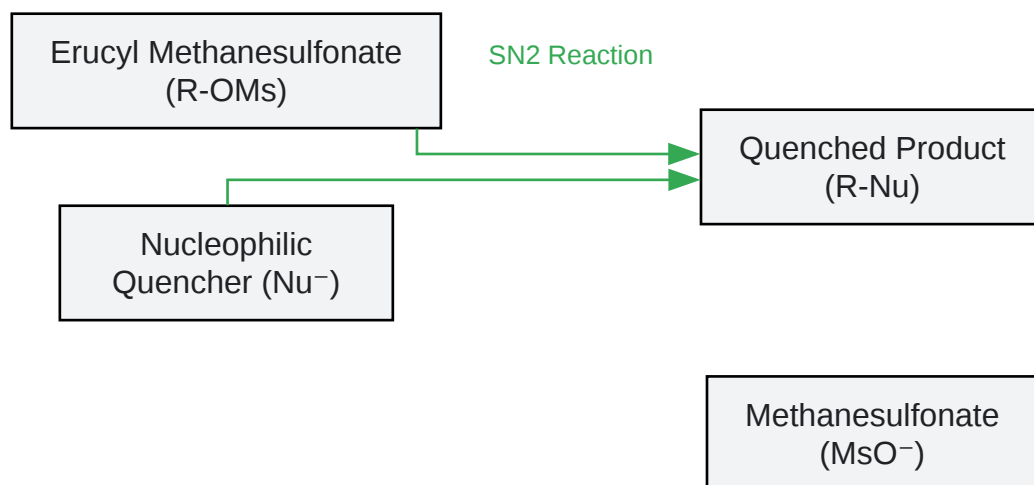 Erucyl Methanesulfonate
(R-OMs)
SN2 Reaction
Quenched Product
(R-Nu)
Nucleophilic
Quencher (Nu⁻)
Methanesulfonate
(MsO⁻)